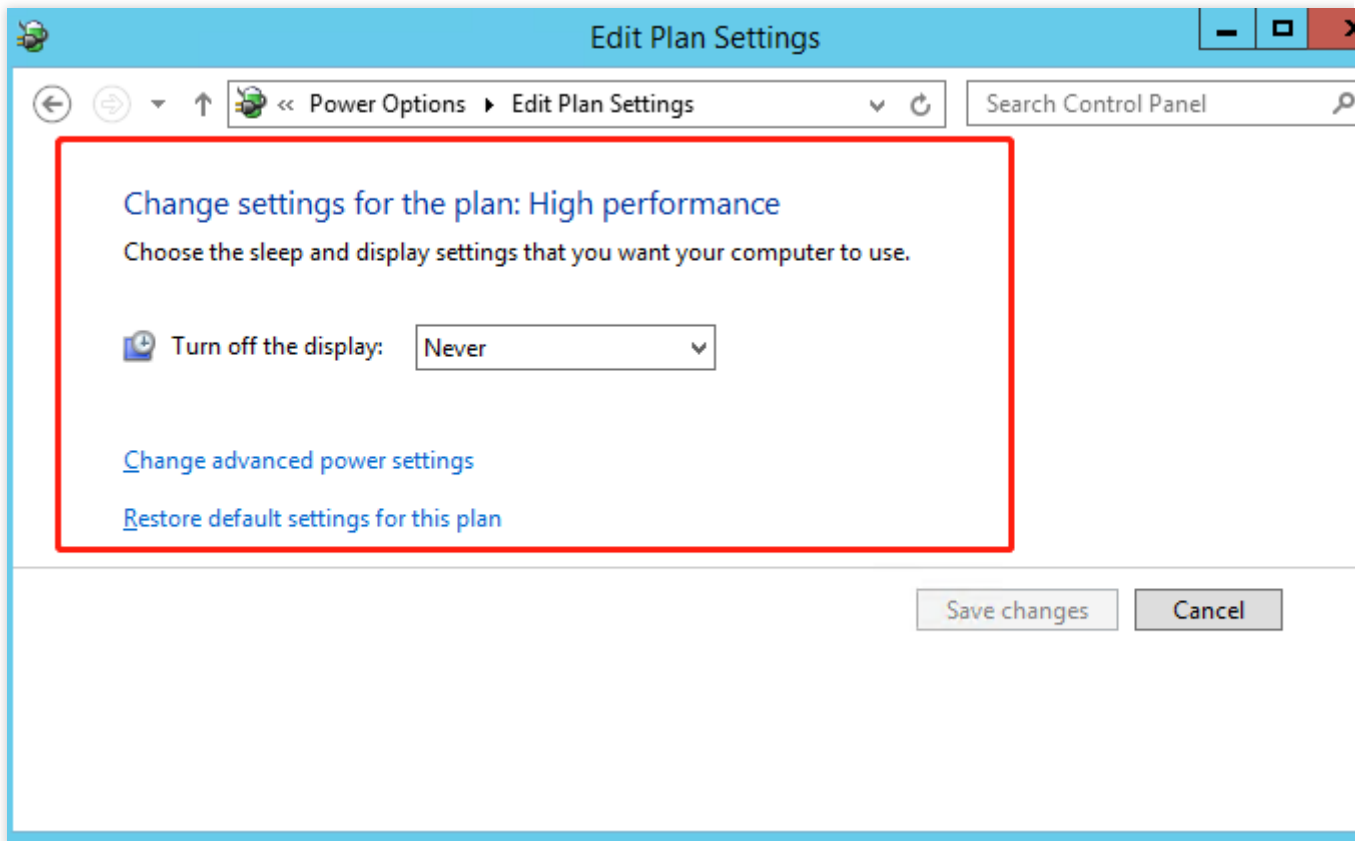 Edit Plan Settings
« Power Options Edit Plan Settings
Search Control Panel
Change settings for the plan: High performance
Choose the sleep and display settings that you want your computer to use.
Turn off the display: Never
Change advanced power settings
Restore default settings for this plan
Save changes Cancel